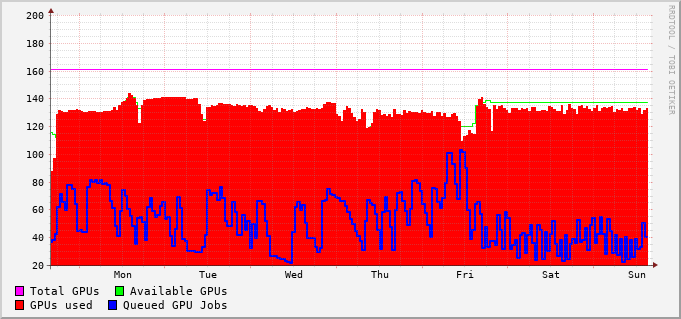 200
180
160
140
120
100
80
60
40
20
Mon Tue Wed Thu Fri Sat Sun
Total GPUs Available GPUs
GPUs used Queued GPU Jobs
RRDTOOL / TOBI OETIKER